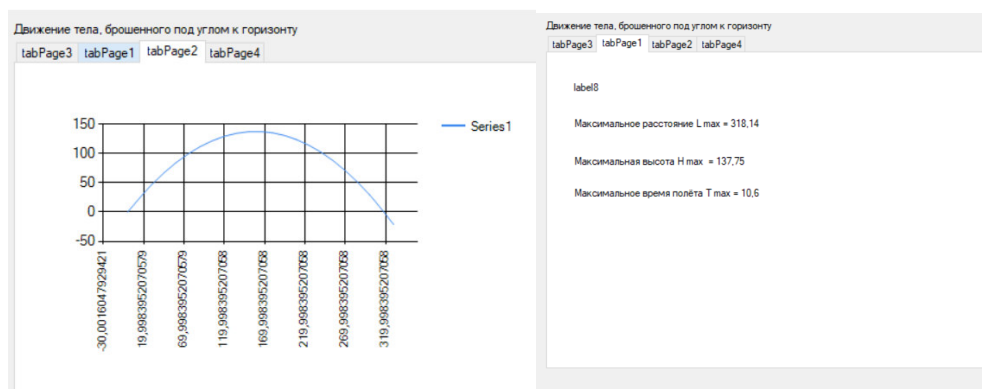 Движение тела, брошенного под углом к горизонту
tabPage3 tabPage1 tabPage2 tabPage4
150
100
50
0
-50
-30,0016047929421
19,9983952070579
69,9983952070579
119,998395207058
169,998395207058
219,998395207058
269,998395207058
319,998395207058
Series1
Движение тела, брошенного под углом к горизонту
tabPage3 tabPage1 tabPage2 tabPage4
label8
Максимальное расстояние L max = 318,14
Максимальная высота H max = 137,75
Максимальное время полёта T max = 10,6